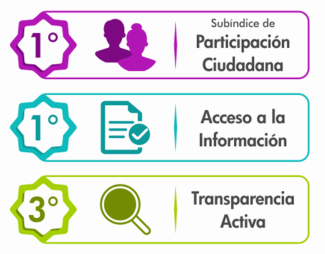 1°
Subíndice de
Participación
Ciudadana
1°
Acceso a la
Información
3°
Transparencia
Activa